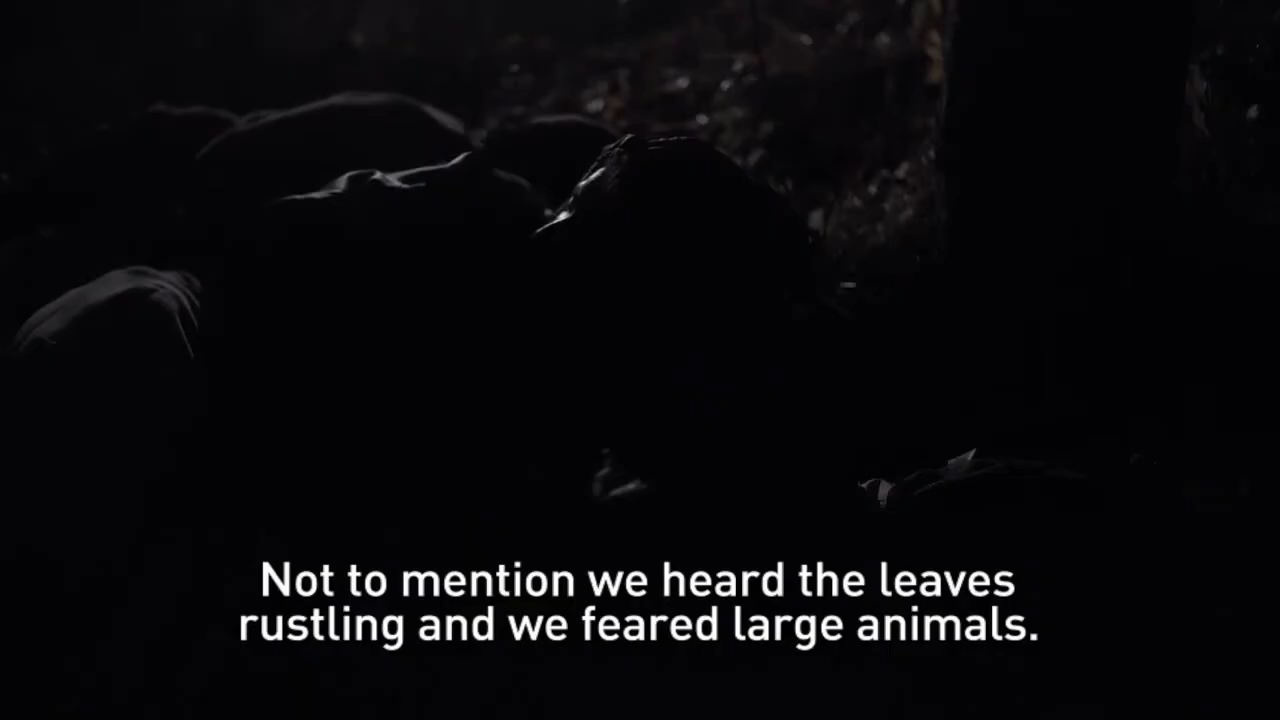 Not to mention we heard the leaves
rustling and we feared large animals.